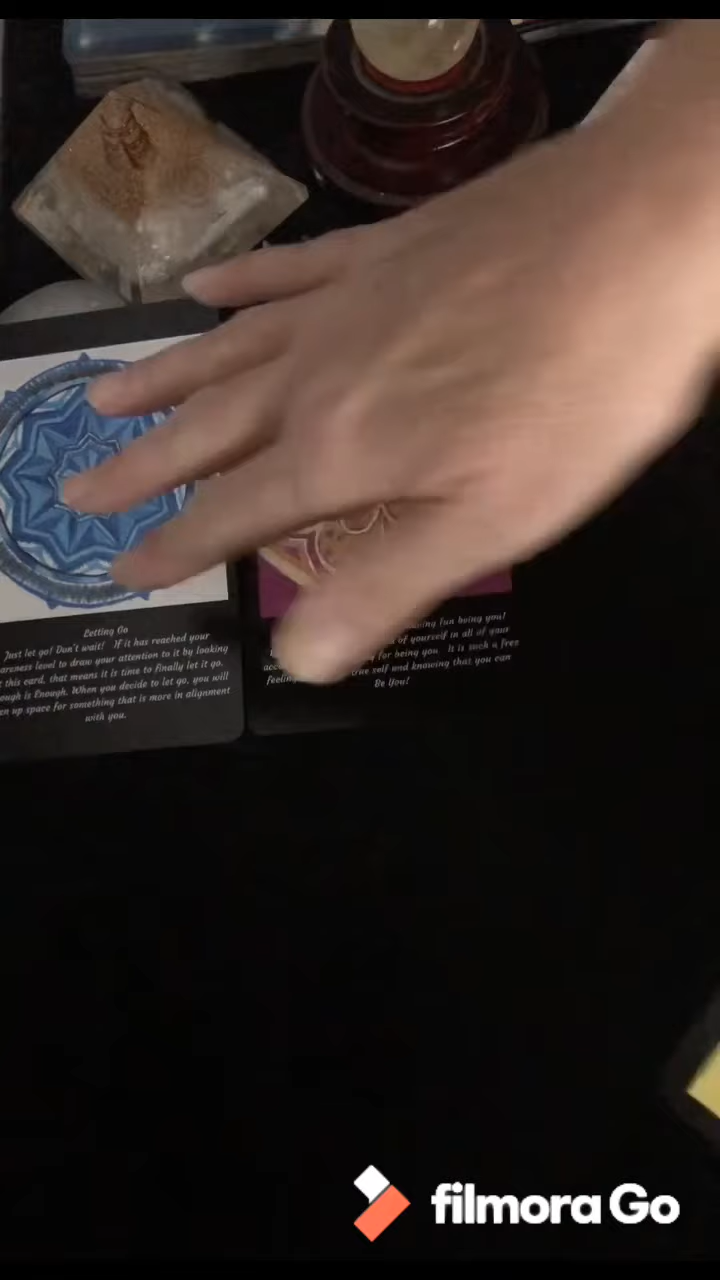 Letting Go
Just let go! Don't wait! If it has reached your
areness level to draw your attention to it by looking
t this card, that means it is time to finally let it go.
ough is Enough. When you decide to let go, you will
en up space for something that is more in alignment
with you.
fun being you!
of yourself in all of your
for being you. It is such a free
self and knowing that you can
Be You!
filmora Go